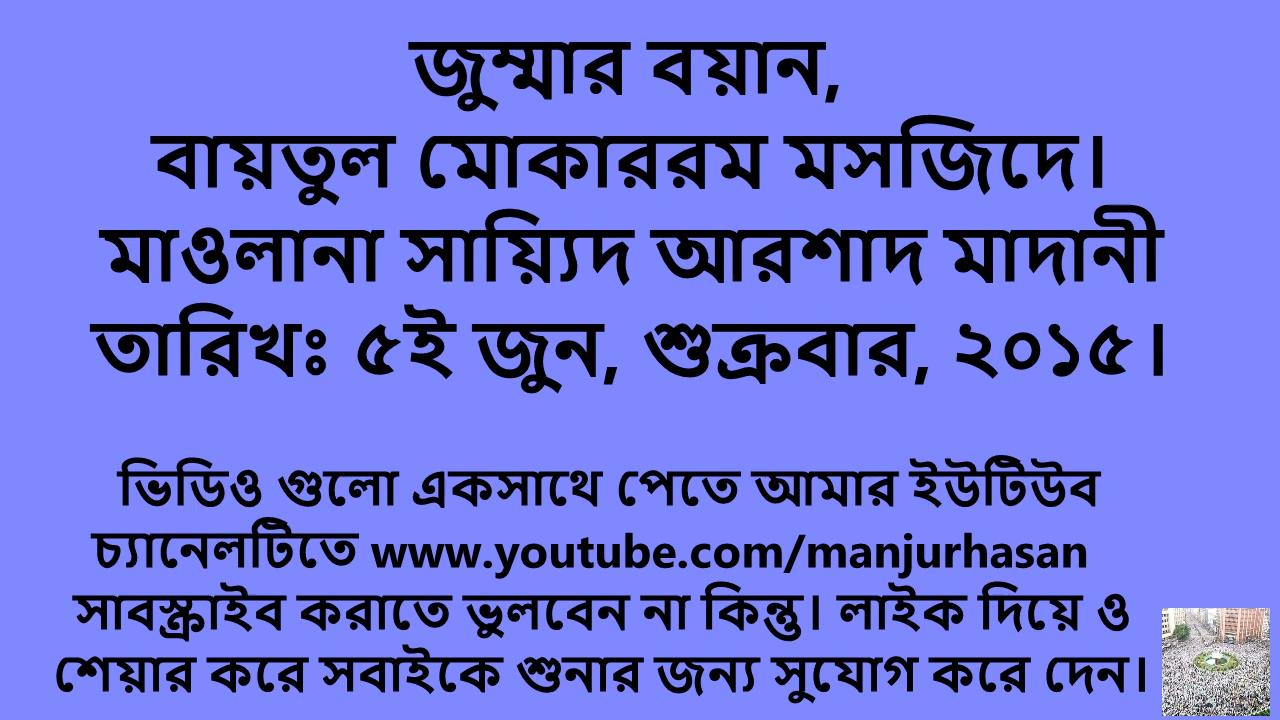 জুম্মার বয়ান,
বায়তুল মোকাররম মসজিদে।
মাওলানা সায়্যিদ আরশাদ মাদানী
তারিখঃ ৫ই জুন, শুক্রবার, ২০১৫।
ভিডিও গুলো একসাথে পেতে আমার ইউটিউব
চ্যানেলটিতে www.youtube.com/manjurhasan
সাবস্ক্রাইব করাতে ভুলবেন না কিন্তু। লাইক দিয়ে ও
শেয়ার করে সবাইকে শুনার জন্য সুযোগ করে দেন।